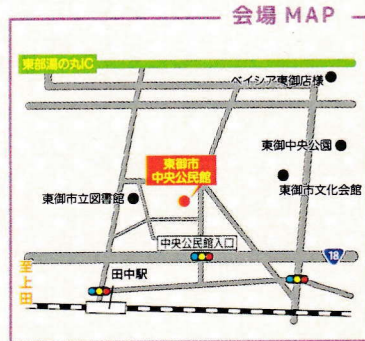 会場 MAP
東部湯の丸IC
ベイシア東御店様
東御中央公園
東御市
中央公民館
東御市文化会館
東御市立図書館
中央公民館入口
18
至上田
田中駅